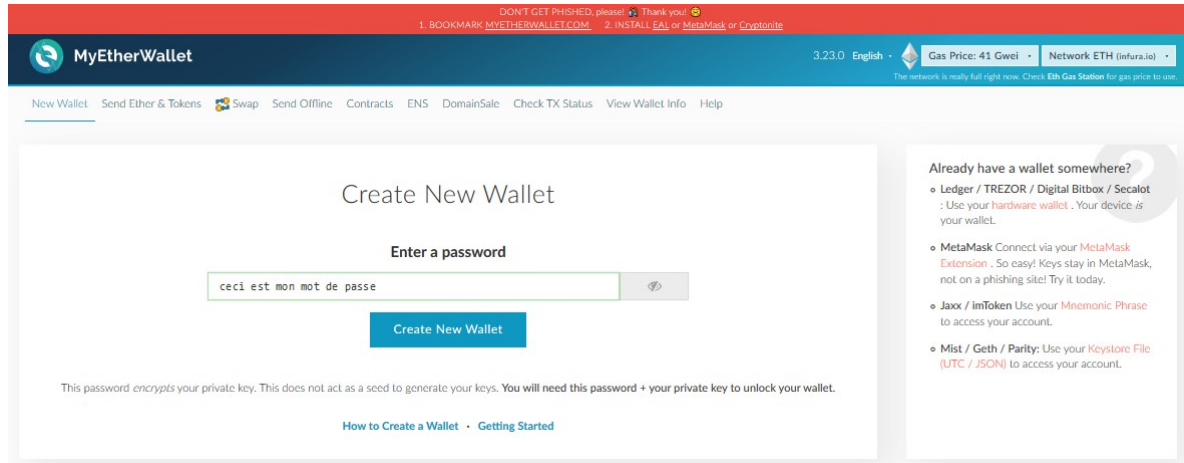 DON'T GET PHISHED, please! Thank you!
1. BOOKMARK MYETHERWALLET.COM 2. INSTALL EAL or MetaMask or Cryptonite
MyEtherWallet
3.23.0 English
Gas Price: 41 Gwei
Network ETH (infura.io)
The network is really full right now. Check Eth Gas Station for gas price to use.
New Wallet Send Ether & Tokens Swap Send Offline Contracts ENS DomainSale Check TX Status View Wallet Info Help
Create New Wallet
Enter a password
ceci est mon mot de passe
Create New Wallet
This password encrypts your private key. This does not act as a seed to generate your keys. You will need this password + your private key to unlock your wallet.
How to Create a Wallet · Getting Started
Already have a wallet somewhere?
Ledger / TREZOR / Digital Bitbox / Secalot
: Use your hardware wallet . Your device is
your wallet.
MetaMask Connect via your MetaMask
Extension . So easy! Keys stay in MetaMask,
not on a phishing site! Try it today.
Jaxx / imToken Use your Mnemonic Phrase
to access your account.
Mist / Geth / Parity: Use your Keystore File
(UTC / JSON) to access your account.